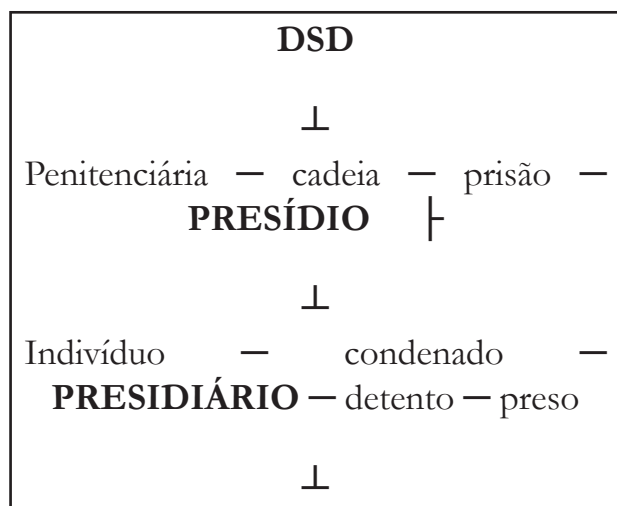 DSD
⊥
Penitenciária — cadeia — prisão —
PRESÍDIO ├
⊥
Indivíduo — condenado —
PRESIDIÁRIO — detento — preso
⊥